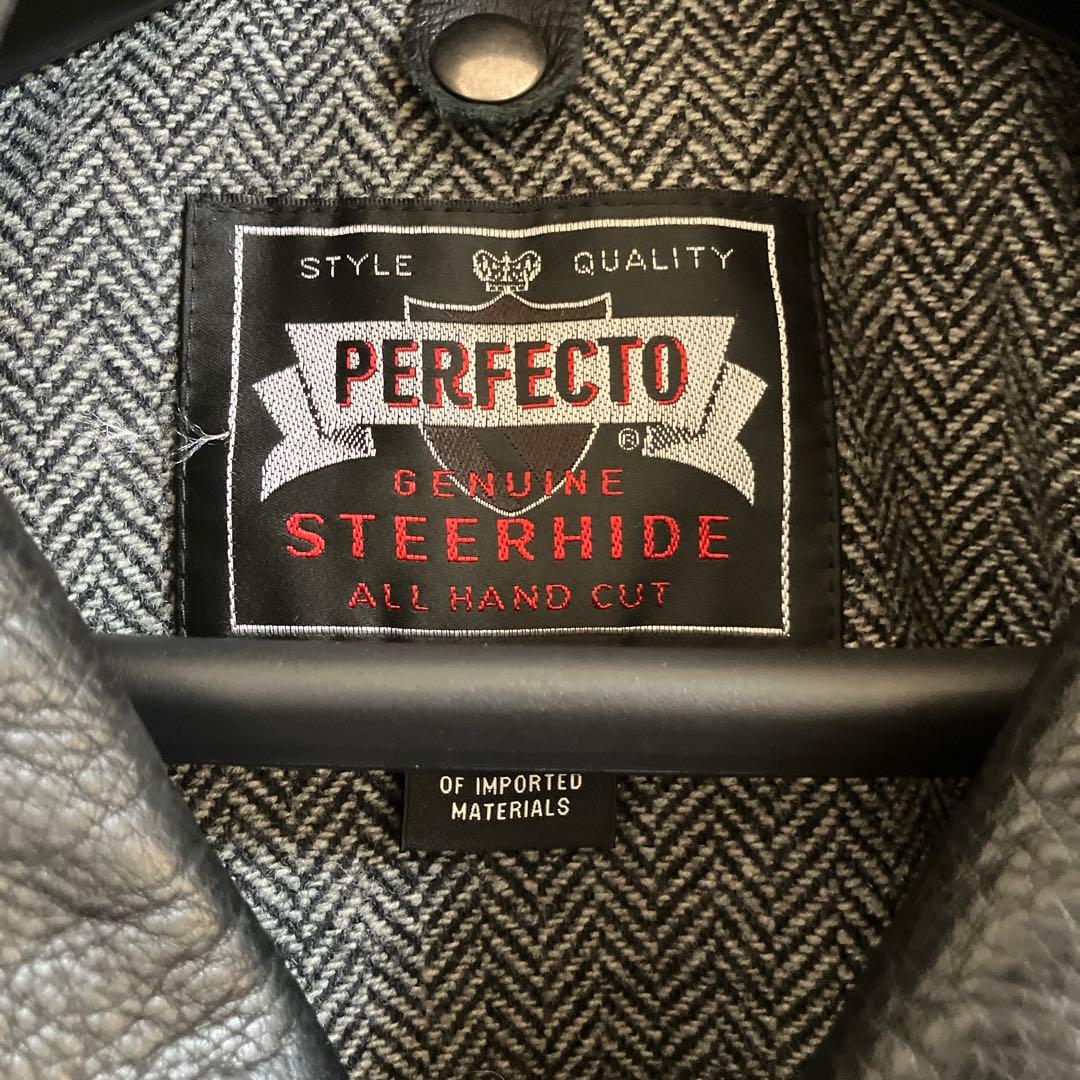 STYLE QUALITY
PERFECTO
®
GENUINE
STEERHIDE
ALL HAND CUT
OF IMPORTED
MATERIALS